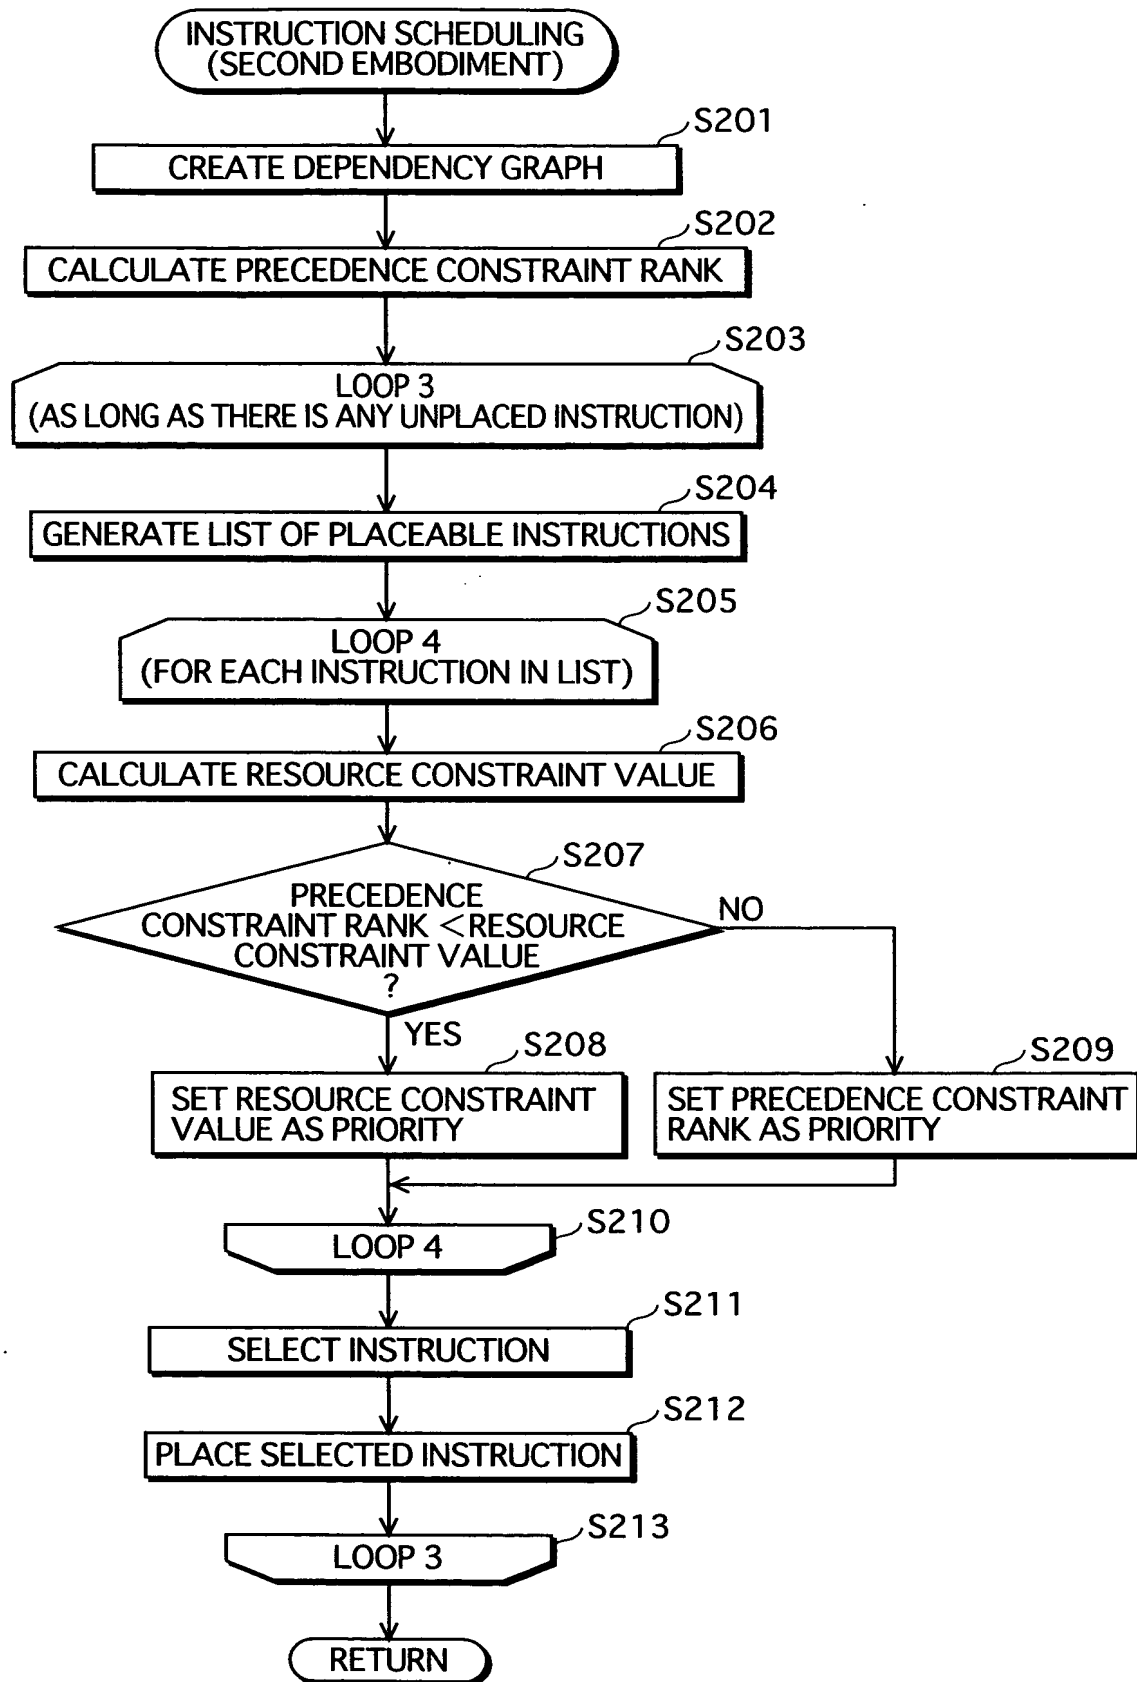 INSTRUCTION SCHEDULING
(SECOND EMBODIMENT)
S201
CREATE DEPENDENCY GRAPH
S202
CALCULATE PRECEDENCE CONSTRAINT RANK
S203
LOOP 3
(AS LONG AS THERE IS ANY UNPLACED INSTRUCTION)
S204
GENERATE LIST OF PLACEABLE INSTRUCTIONS
S205
LOOP 4
(FOR EACH INSTRUCTION IN LIST)
S206
CALCULATE RESOURCE CONSTRAINT VALUE
S207
PRECEDENCE
CONSTRAINT RANK <RESOURCE
CONSTRAINT VALUE
?
NO
YES
S208
SET RESOURCE CONSTRAINT
VALUE AS PRIORITY
S209
SET PRECEDENCE CONSTRAINT
RANK AS PRIORITY
S210
LOOP 4
S211
SELECT INSTRUCTION
S212
PLACE SELECTED INSTRUCTION
S213
LOOP 3
RETURN